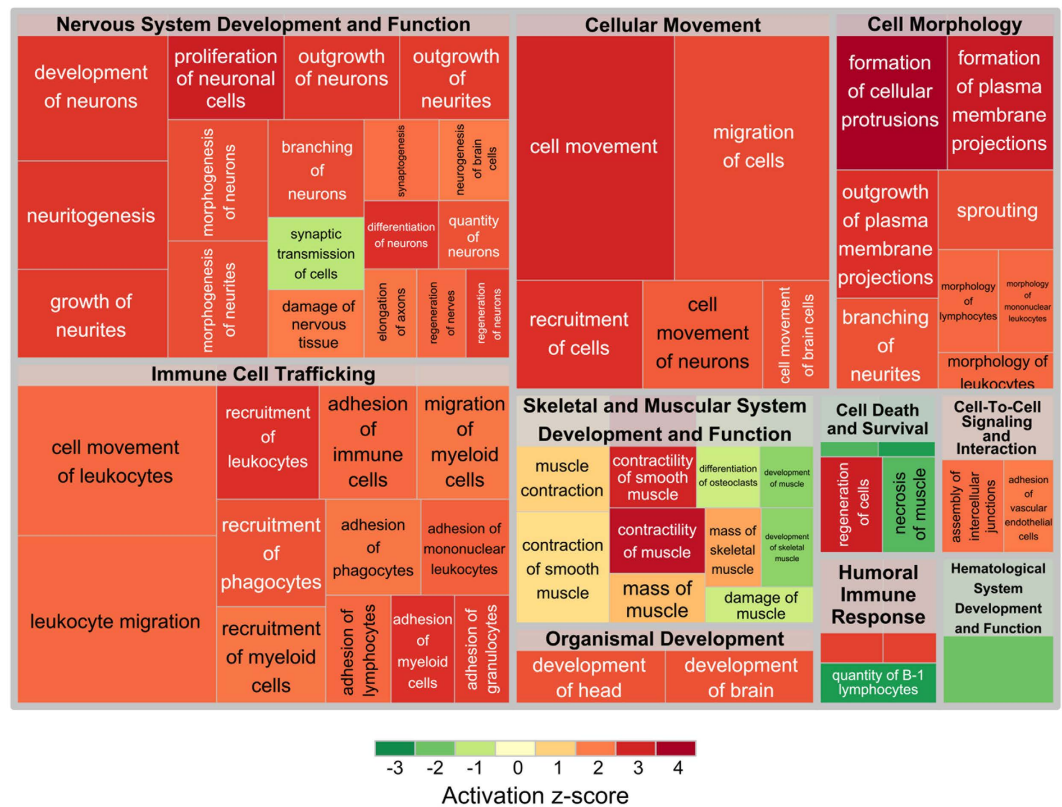 Nervous System Development and Function
development
of neurons
proliferation
of neuronal
cells
outgrowth
of neurons
outgrowth
of
neurites
neuritogenesis
morphogenesis
of neurons
branching
of
neurons
synaptogenesis
neurogenesis
of brain
cells
synaptic
transmission
of cells
differentiation
of neurons
quantity
of
neurons
growth of
neurites
morphogenesis
of neurites
damage of
nervous
tissue
elongation
of axons
regeneration
of nerves
regeneration
of neurons
Cellular Movement
cell movement
migration
of cells
recruitment
of cells
cell
movement
of neurons
cell movement
of brain cells
Cell Morphology
formation
of cellular
protrusions
formation
of plasma
membrane
projections
outgrowth
of plasma
membrane
projections
sprouting
branching
of
neurites
morphology
of
lymphocytes
morphology
of
mononuclear
leukocytes
morphology of
leukocytes
Immune Cell Trafficking
cell movement
of leukocytes
recruitment
of
leukocytes
adhesion
of
immune
cells
migration
of
myeloid
cells
leukocyte migration
recruitment
of
phagocytes
adhesion
of
phagocytes
adhesion of
mononuclear
leukocytes
recruitment
of myeloid
cells
adhesion of
lymphocytes
adhesion
of
myeloid
cells
adhesion of
granulocytes
Skeletal and Muscular System
Development and Function
muscle
contraction
contractility
of smooth
muscle
differentiation
of osteoclasts
development
of muscle
contraction
of smooth
muscle
contractility
of muscle
mass of
skeletal
muscle
development
of skeletal
muscle
mass of
muscle
damage of
muscle
Organismal Development
development
of head
development
of brain
Cell Death
and Survival
regeneration
of cells
necrosis
of muscle
Cell-To-Cell
Signaling
and
Interaction
assembly of
intercellular
junctions
adhesion
of
vascular
endothelial
cells
Humoral
Immune
Response
quantity of B-1
lymphocytes
Hematological
System
Development
and Function
-3 -2 -1 0 1 2 3 4
Activation z-score